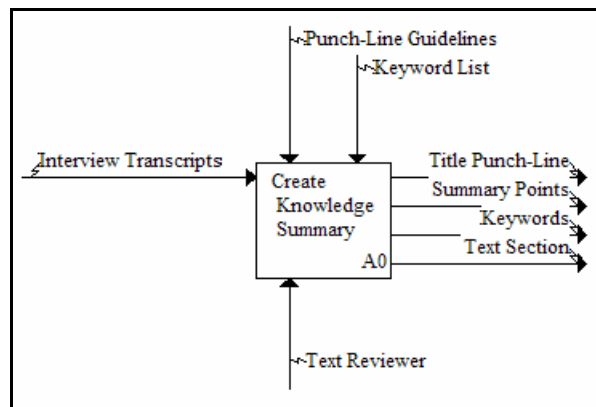 Punch-Line Guidelines
Keyword List
Interview Transcripts
Title Punch-Line
Create
Summary Points
Knowledge
Keywords
Summary
Text Section
A0
Text Reviewer